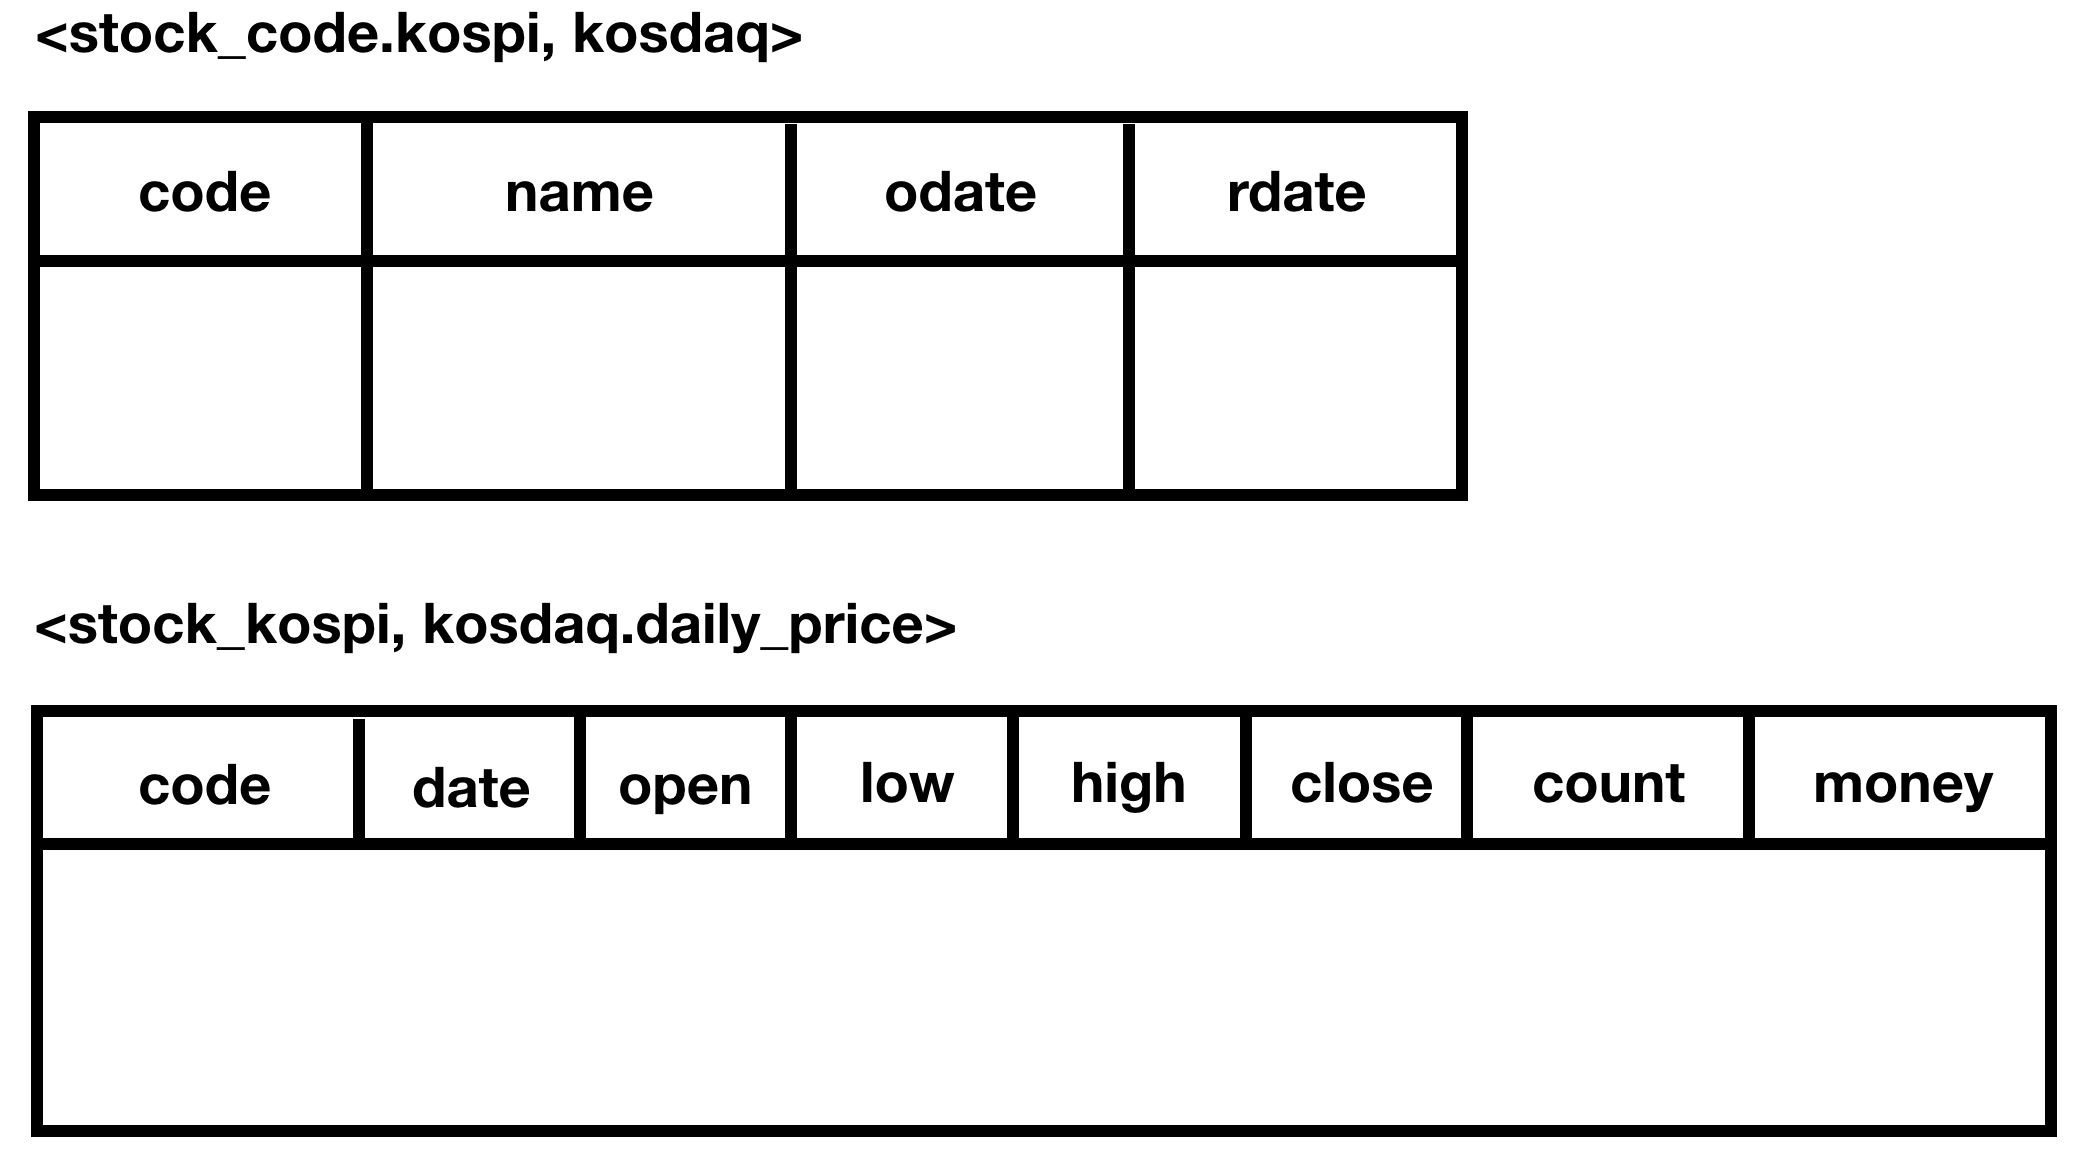 <stock_code.kospi, kosdaq>
code name odate rdate
<stock_kospi, kosdaq.daily_price>
code date open low high close count money